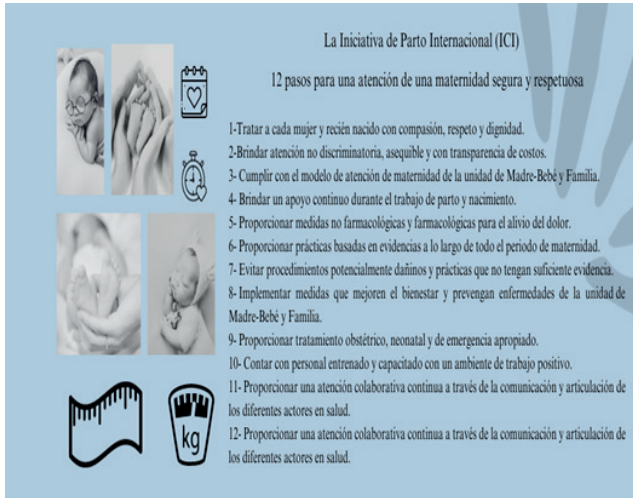 La Iniciativa de Parto Internacional (ICI)
12 pasos para una atención de una maternidad segura y respetuosa
1-Tratar a cada mujer y recién nacido con compasión, respeto y dignidad.
2-Brindar atención no discriminatoria, asequible y con transparencia de costos.
3- Cumplir con el modelo de atención de maternidad de la unidad de Madre-Bebé y Familia.
4- Brindar un apoyo continuo durante el trabajo de parto y nacimiento.
5- Proporcionar medidas no farmacológicas y farmacológicas para el alivio del dolor.
6- Proporcionar prácticas basadas en evidencias a lo largo de todo el periodo de maternidad.
7- Evitar procedimientos potencialmente dañinos y prácticas que no tengan suficiente evidencia.
8- Implementar medidas que mejoren el bienestar y prevengan enfermedades de la unidad de
Madre-Bebé y Familia.
9- Proporcionar tratamiento obstétrico, neonatal y de emergencia apropiado.
10- Contar con personal entrenado y capacitado con un ambiente de trabajo positivo.
11- Proporcionar una atención colaborativa continua a través de la comunicación y articulación de
los diferentes actores en salud.
12- Proporcionar una atención colaborativa continua a través de la comunicación y articulación de
los diferentes actores en salud.
kg